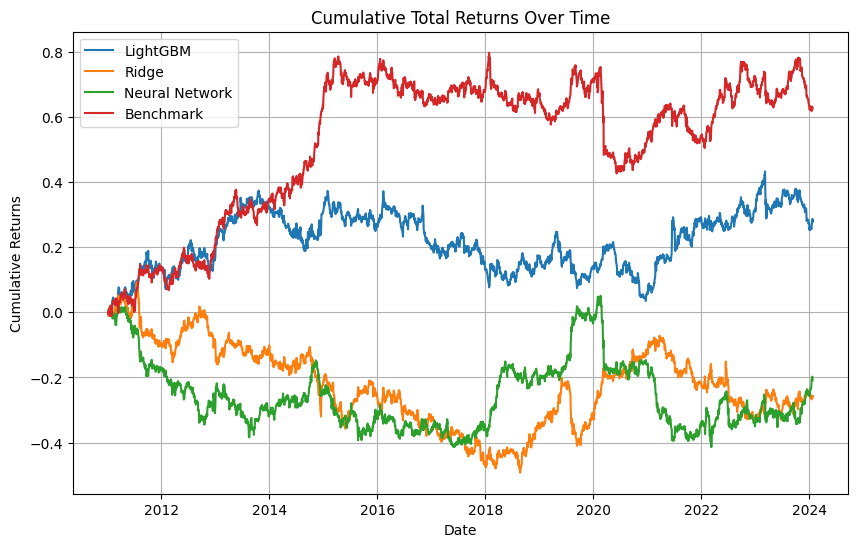 Cumulative Total Returns Over Time
LightGBM
Ridge
Neural Network
Benchmark
Cumulative Returns
0.8
0.6
0.4
0.2
0.0
−0.2
−0.4
2012
2014
2016
2018
2020
2022
2024
Date